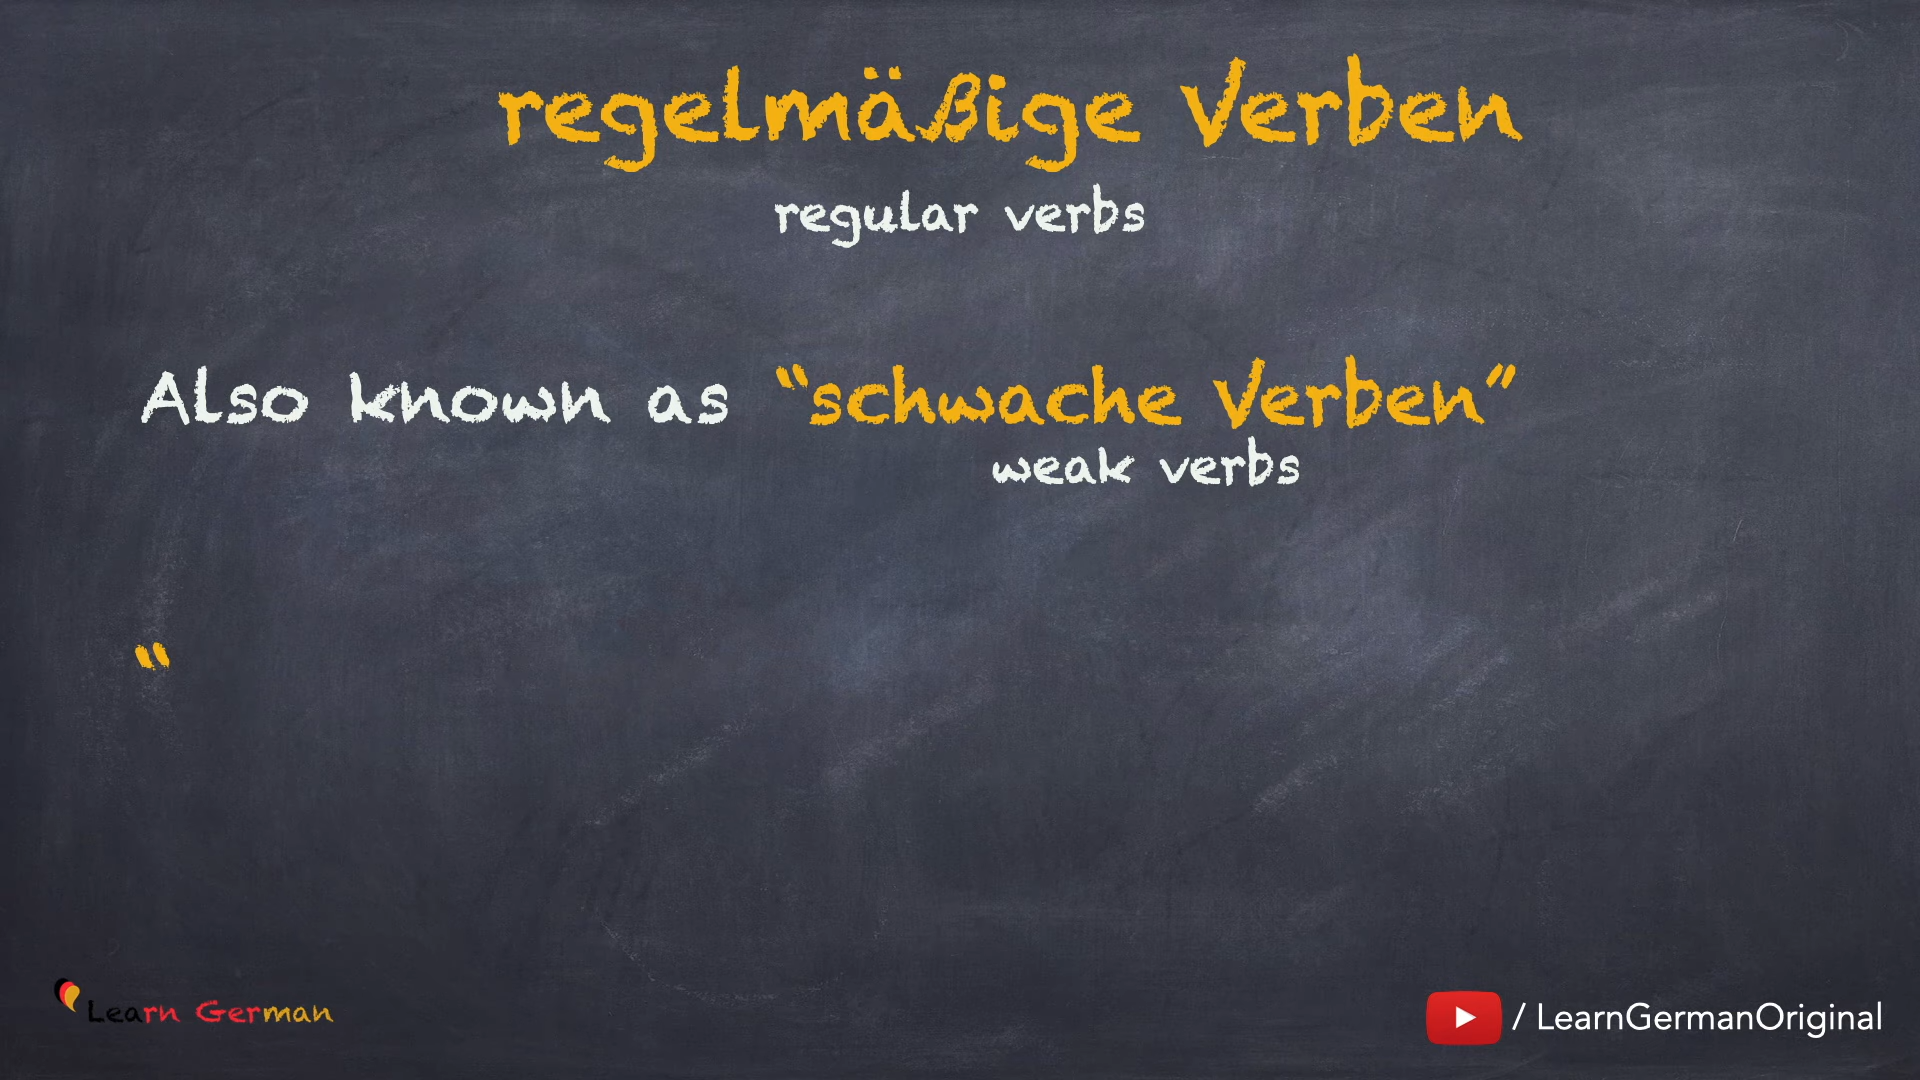 regelmäßige Verben
regular verbs
Also known as “schwache Verben”
weak verbs
“
Learn German
/ LearnGermanOriginal